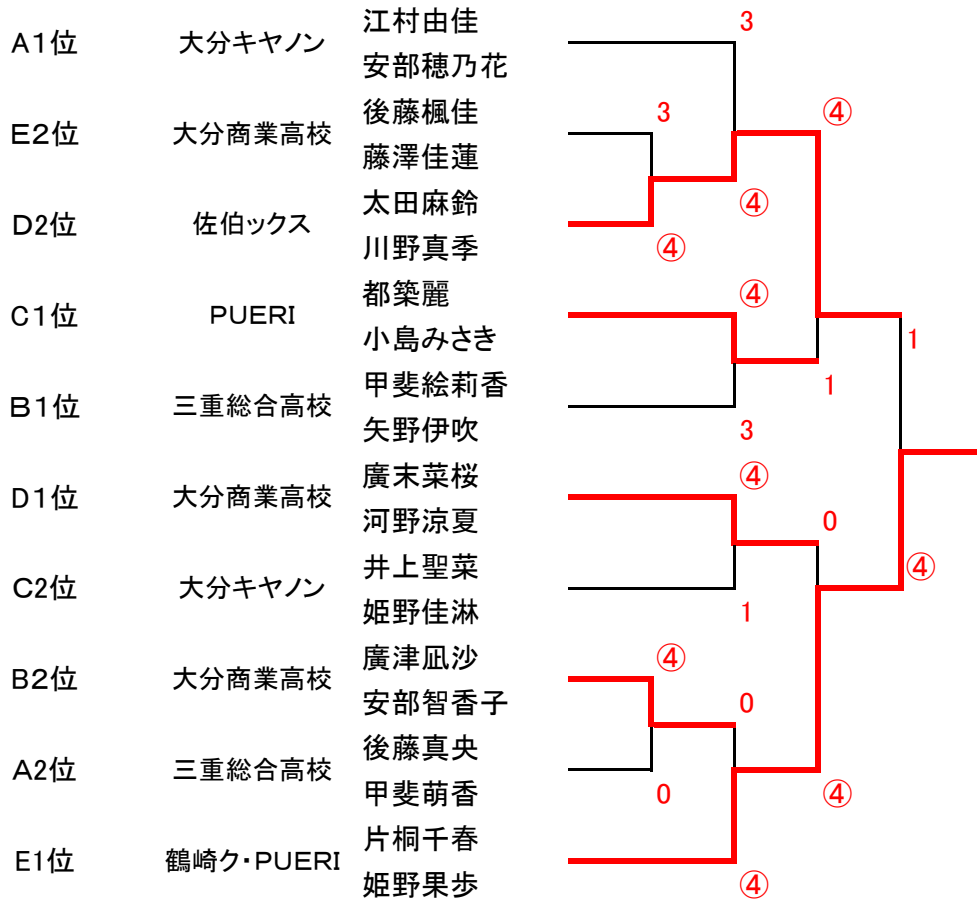 A1位 大分キヤノン 江村由佳 3
安部穂乃花
E2位 大分商業高校 後藤楓佳 3 ④
藤澤佳蓮
D2位 佐伯ックス 太田麻鈴 ④
川野真季 ④
C1位 PUERI 都築麗 ④
小島みさき 1
B1位 三重総合高校 甲斐絵莉香 1
矢野伊吹 3
D1位 大分商業高校 廣末菜桜 ④
河野涼夏 0
C2位 大分キヤノン 井上聖菜 ④
姫野佳淋 1
B2位 大分商業高校 廣津凪沙 ④
安部智香子 0
A2位 三重総合高校 後藤真央
甲斐萌香 0 ④
E1位 鶴崎ク・PUERI 片桐千春
姫野果歩 ④